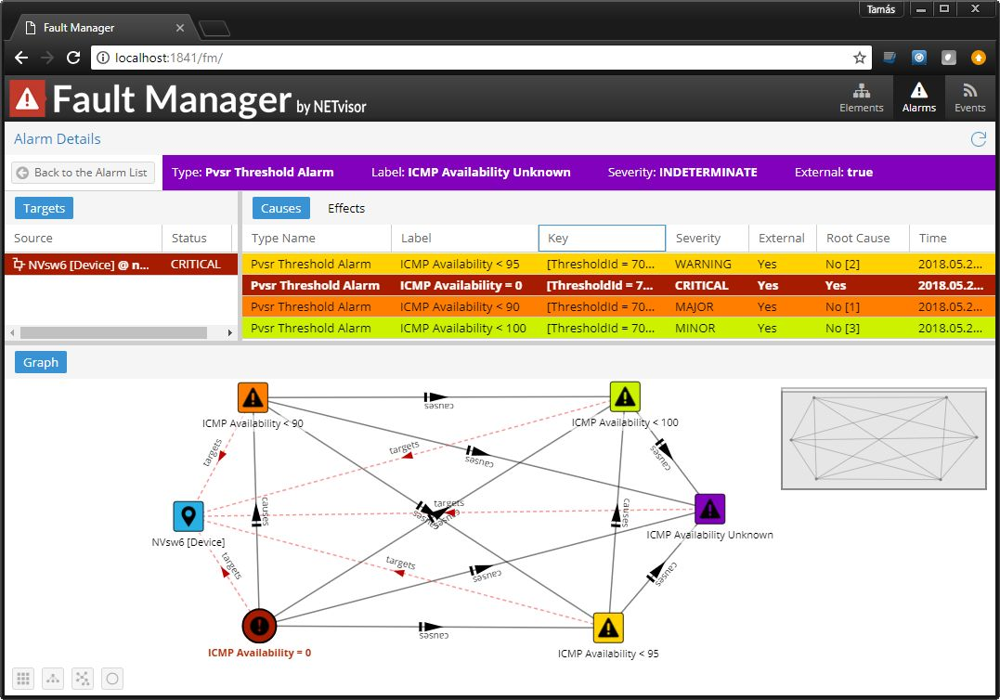 Tamás
Fault Manager
localhost:1841/fm/
Fault Manager by NETvisor
Elements Alarms Events
Alarm Details
Back to the Alarm List
Type: Pvsr Threshold Alarm Label: ICMP Availability Unknown Severity: INDETERMINATE External: true
Targets
Causes Effects
Source Status
Type Name Label Key Severity External Root Cause Time
NVsw6 [Device] @ n... CRITICAL
Pvsr Threshold Alarm ICMP Availability < 95 [ThresholdId = 70... WARNING Yes No [2] 2018.05.2...
Pvsr Threshold Alarm ICMP Availability = 0 [ThresholdId = 7... CRITICAL Yes Yes 2018.05.2...
Pvsr Threshold Alarm ICMP Availability < 90 [ThresholdId = 70... MAJOR Yes No [1] 2018.05.2...
Pvsr Threshold Alarm ICMP Availability < 100 [ThresholdId = 70... MINOR Yes No [3] 2018.05.2...
Graph
causes
ICMP Availability < 90
ICMP Availability < 100
targets
targets
causes
causes
causes
targets
causes
causes
causes
NVsw6 [Device]
ICMP Availability Unknown
targets
targets
causes
causes
causes
ICMP Availability = 0
ICMP Availability < 95